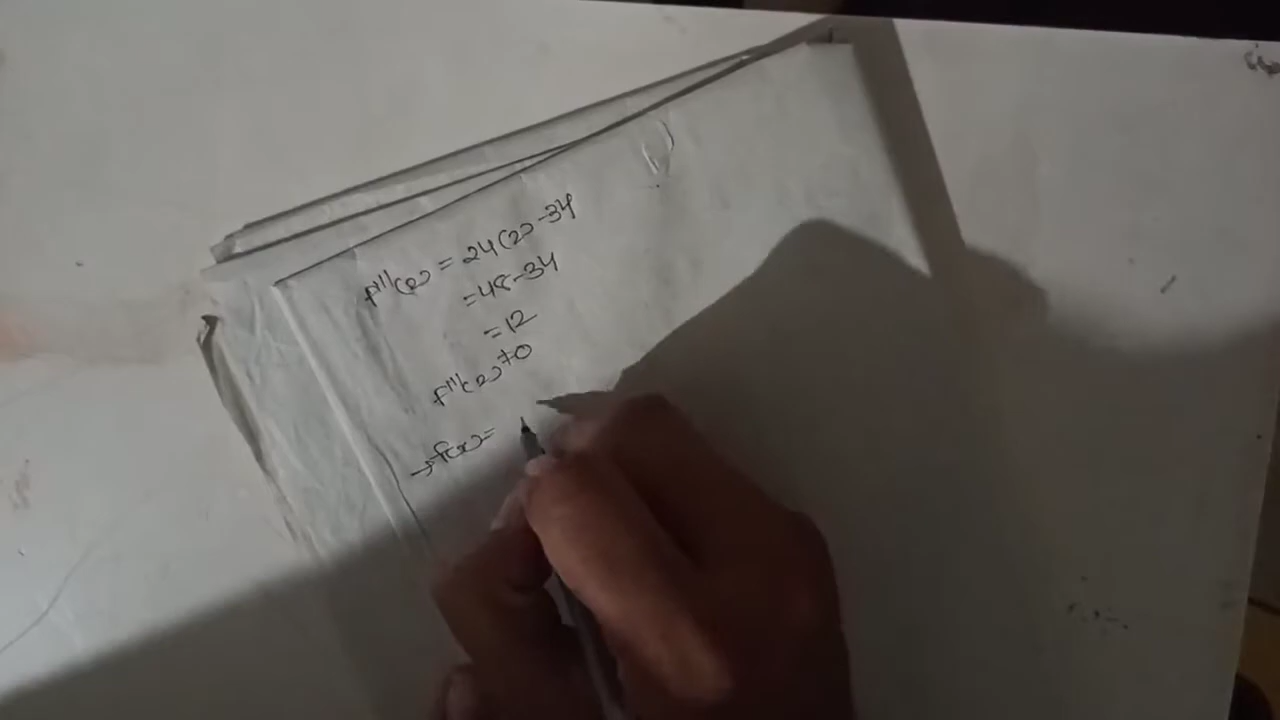 f'''(2) = 24(2) - 34
= 48 - 34
= 12
f'''(2) ≠ 0
→ f(x) =